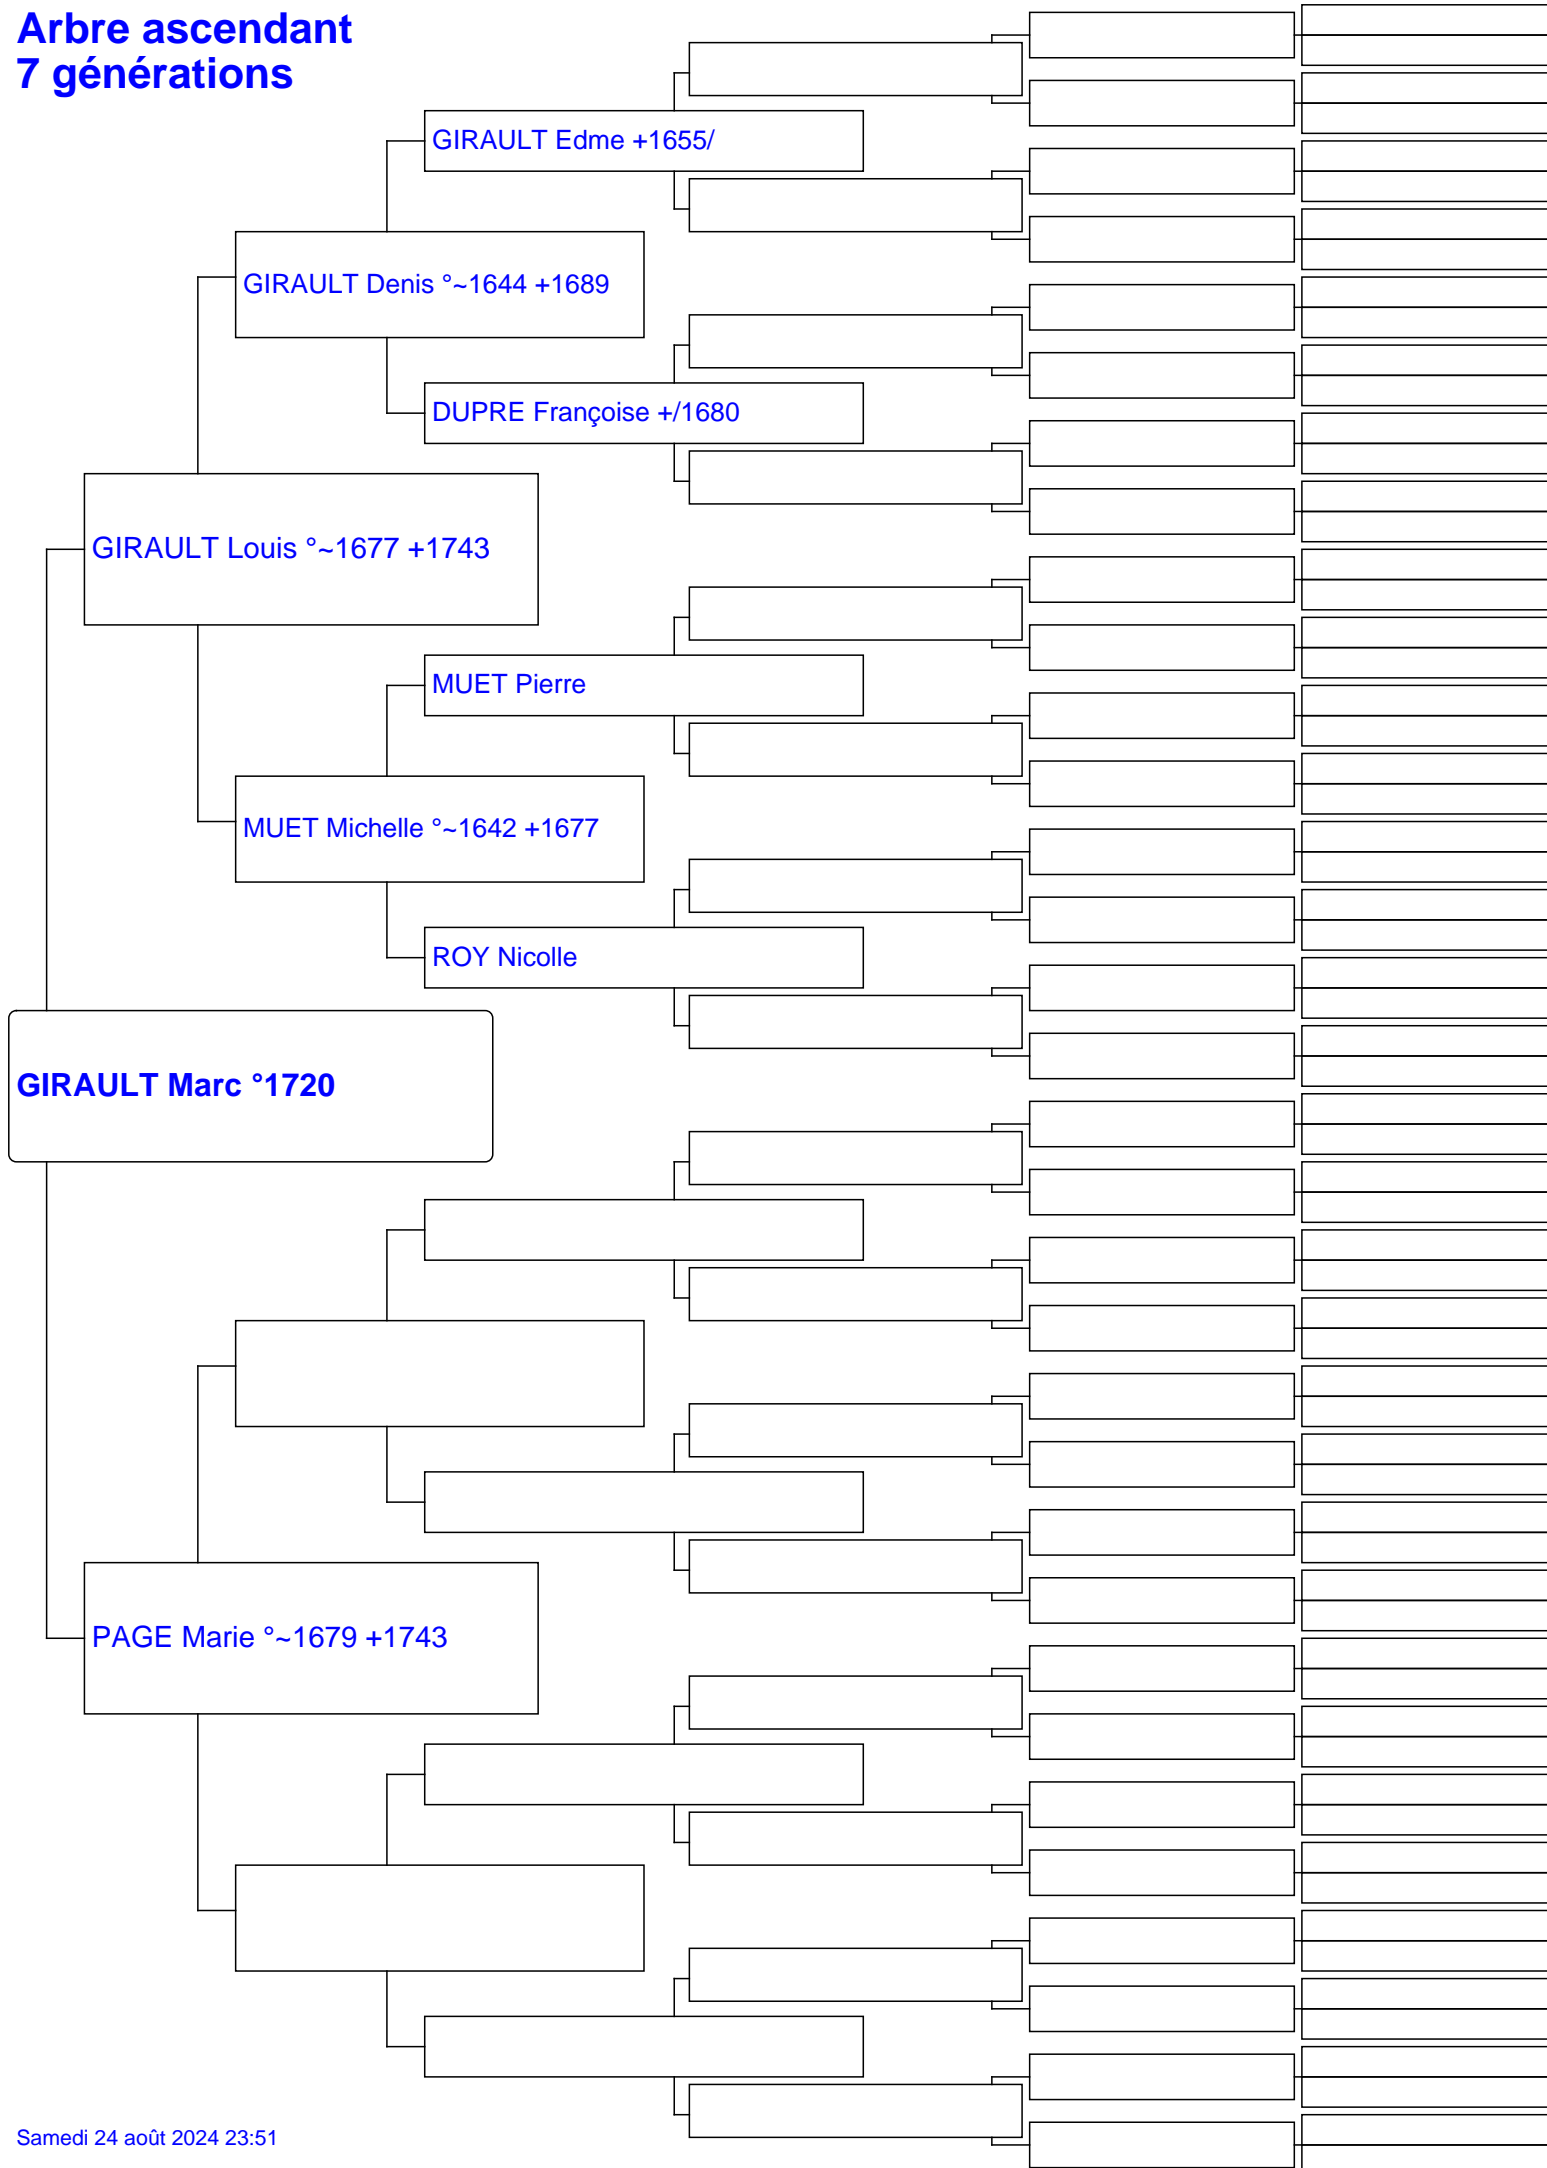 Arbre ascendant
7 générations
GIRAULT Edme +1655/
GIRAULT Denis °~1644 +1689
DUPRE Françoise +/1680
GIRAULT Louis °~1677 +1743
MUET Pierre
MUET Michelle °~1642 +1677
ROY Nicolle
GIRAULT Marc °1720
PAGE Marie °~1679 +1743
Samedi 24 août 2024 23:51